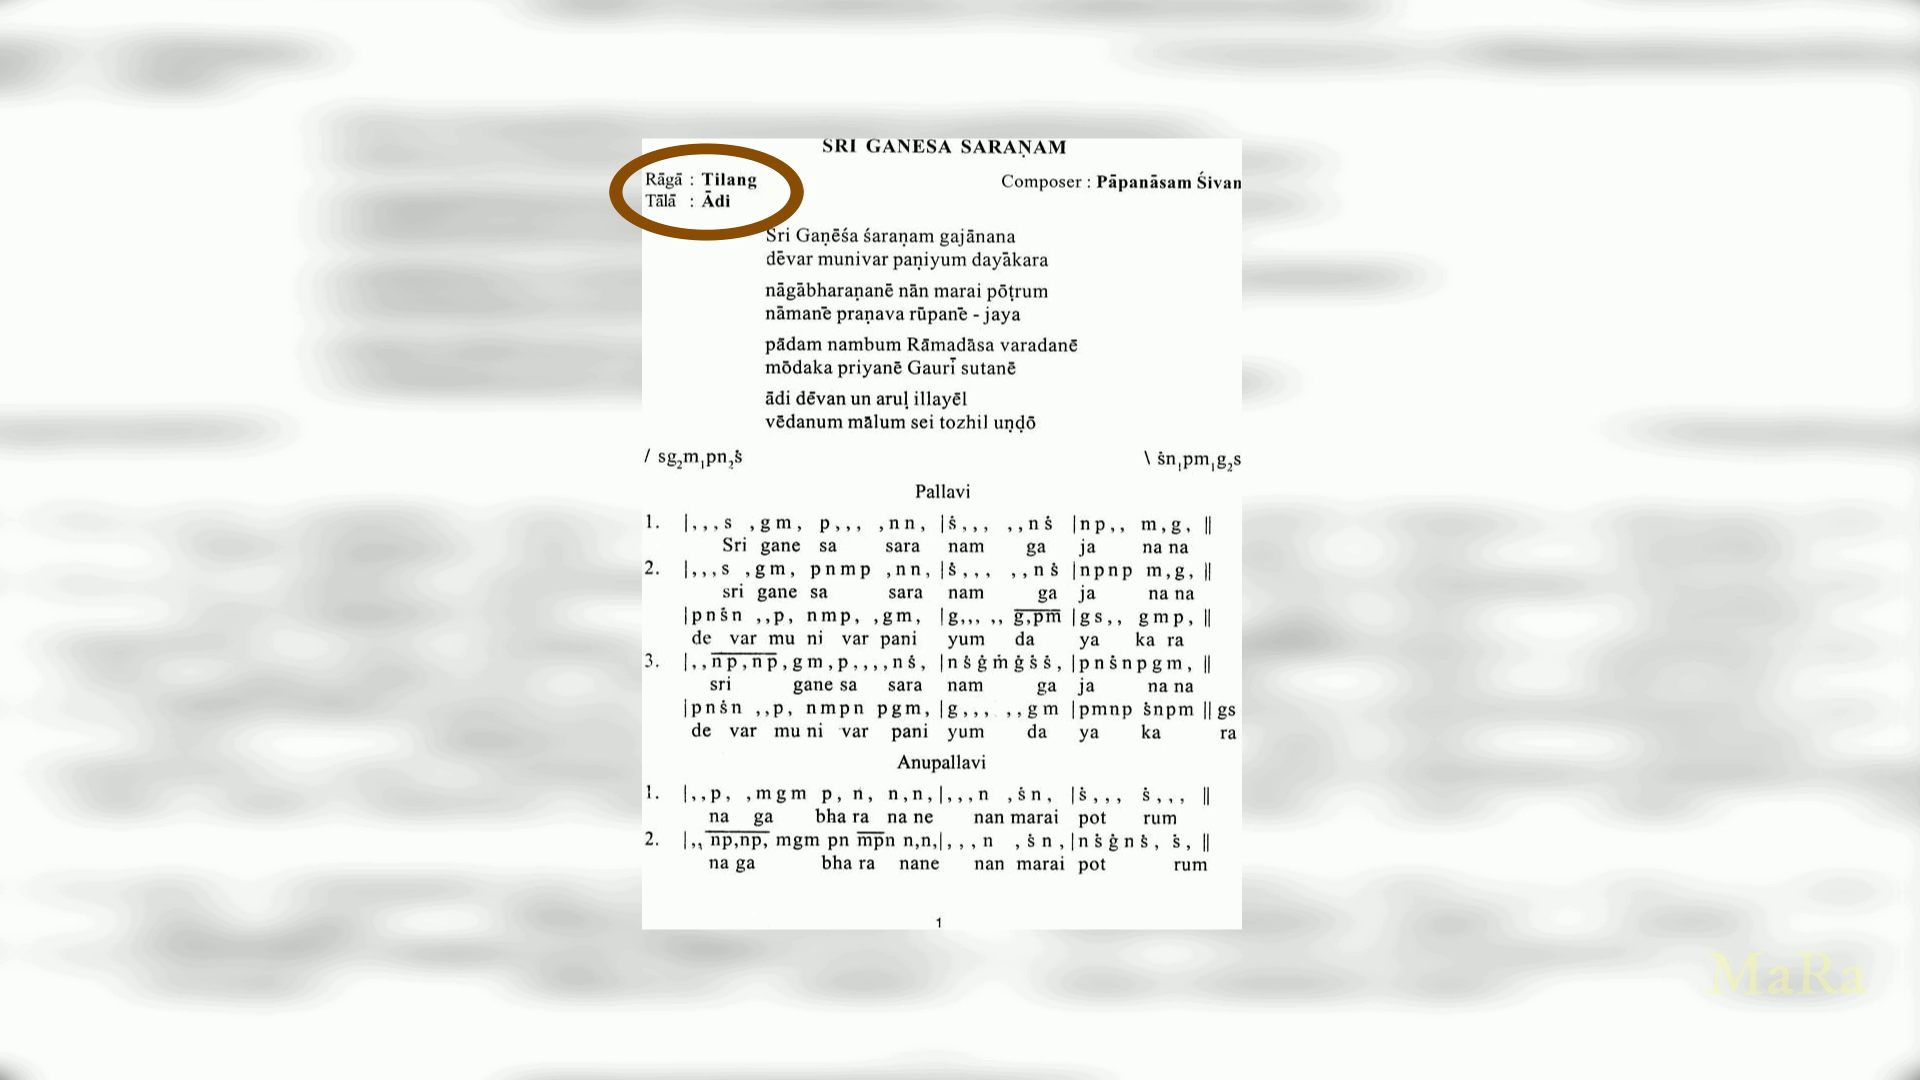 SRI GANESA SARAṆAM
Rāgā : Tilang
Composer : Pāpanāsam Śivan
Tālā : Ādi
Sri Gaṇēśa śaraṇam gajānana
dēvar munivar paṇiyum dayākara
nāgābharaṇanē nān marai pōṭrum
nāmanē praṇava rūpanē - jaya
pādam nambum Rāmadāsa varadanē
mōdaka priyanē Gaurī sutanē
ādi dēvan un aruḷ illayēl
vēdanum mālum sei tozhil uṇḍō
/ sg₂m₁pn₂ṡ \ ṡn₁pm₁g₂s
Pallavi
1. |,,,s ,gm, p,,, ,nn, |ṡ,,, ,,nṡ |np,, m,g, ||
Sri gane sa sara nam ga ja na na
2. |,,,s ,gm, pnmp ,nn, |ṡ,,, ,,nṡ |npnp m,g, ||
sri gane sa sara nam ga ja na na
|pnṡn ,,p, nmp, ,gm, |g,,, ,, g,pm |gs,, gmp, ||
de var mu ni var pani yum da ya ka ra
3. |,,np,np,gm,p,,,,nṡ, |nṡġṁġṡṡ, |pnṡnpgm, ||
sri gane sa sara nam ga ja na na
|pnṡn ,,p, nmpn pgm, |g,,, ,,gm |pmnp ṡnpm || gs
de var mu ni var pani yum da ya ka ra
Anupallavi
1. |,,p, ,mgm p, n, n,n,|,,,n ,ṡn, |ṡ,,, ṡ,,, ||
na ga bha ra na ne nan marai pot rum
2. |,, np,np, mgm pn mpn n,n,|,,,n ,ṡn,|nṡġnṡ, ṡ, ||
na ga bha ra nane nan marai pot rum
1
MaRa